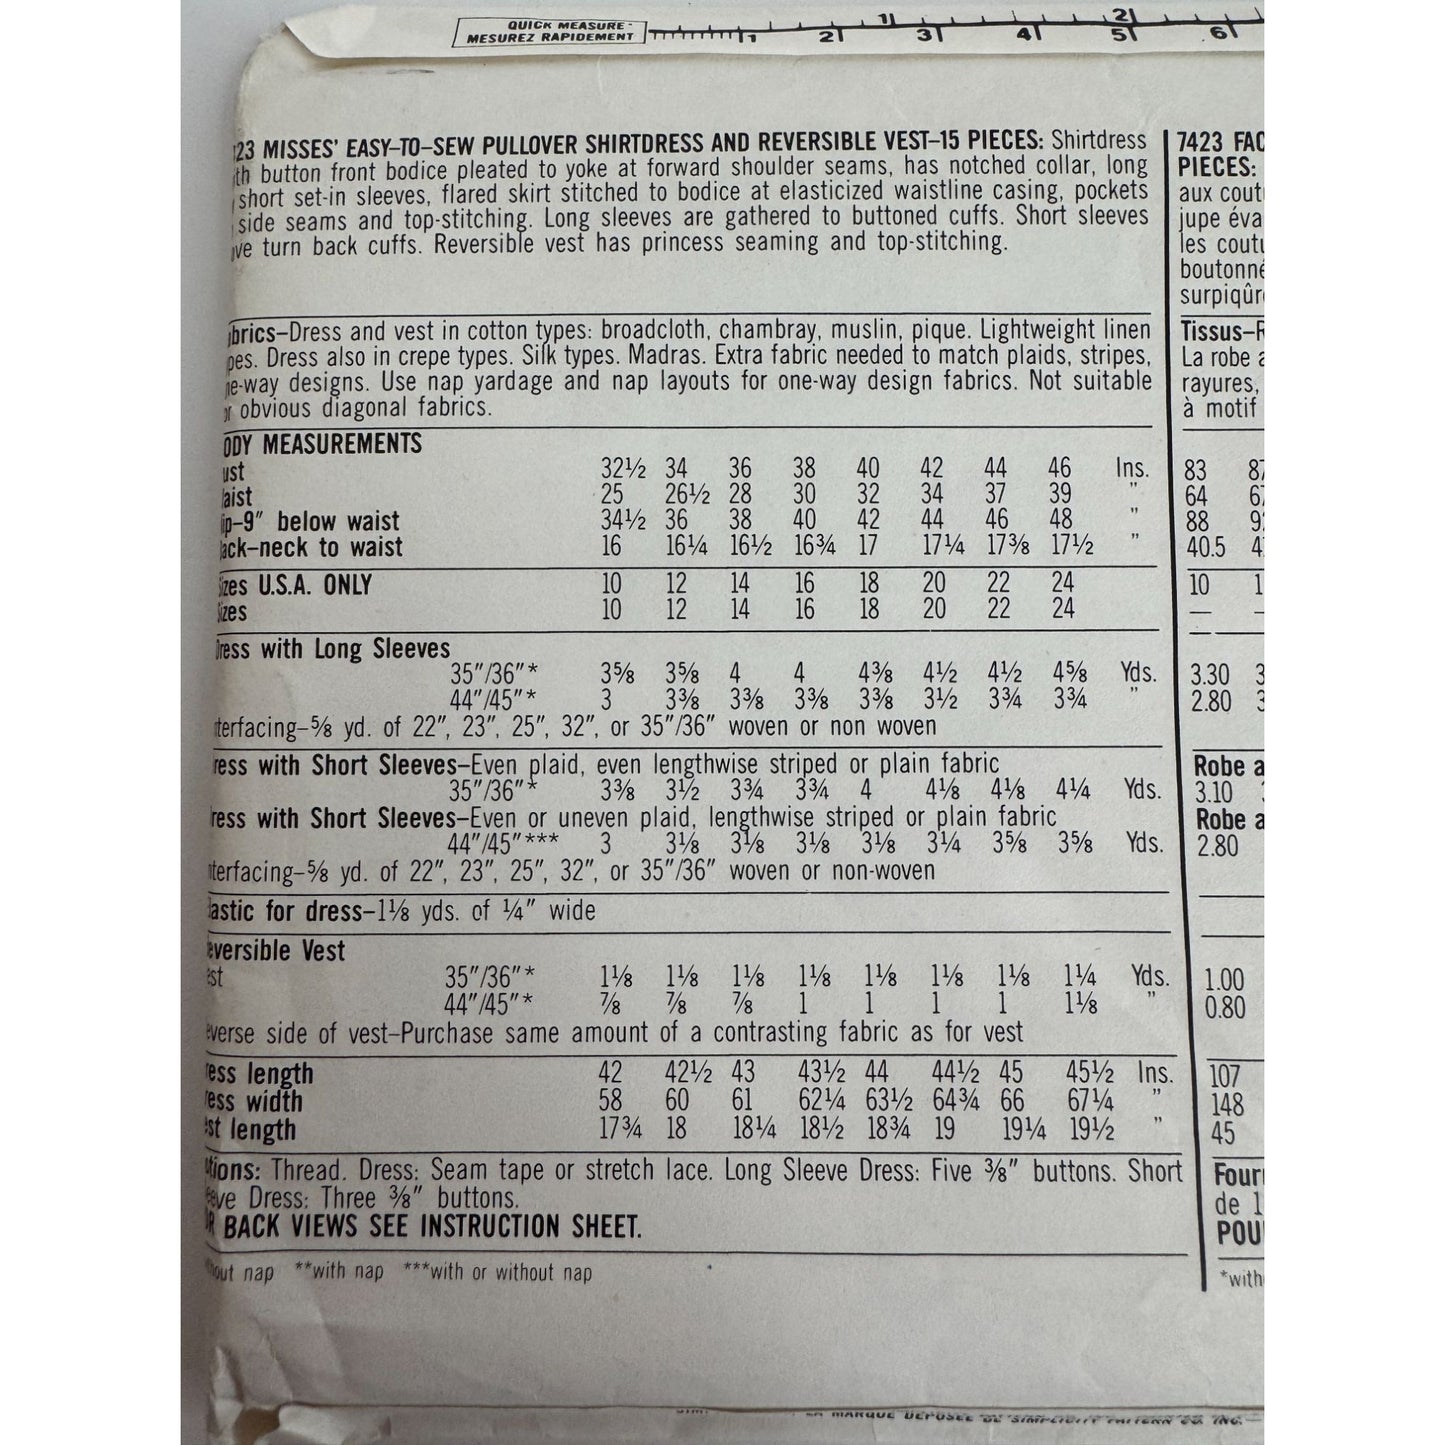 QUICK MEASURE -
MESUREZ RAPIDEMENT
1 2
1 2 3 4 5 6
23 MISSES' EASY-TO-SEW PULLOVER SHIRTDRESS AND REVERSIBLE VEST-15 PIECES: Shirtdress
th button front bodice pleated to yoke at forward shoulder seams, has notched collar, long
short set-in sleeves, flared skirt stitched to bodice at elasticized waistline casing, pockets
side seams and top-stitching. Long sleeves are gathered to buttoned cuffs. Short sleeves
ve turn back cuffs. Reversible vest has princess seaming and top-stitching.
brics–Dress and vest in cotton types: broadcloth, chambray, muslin, pique. Lightweight linen
pes. Dress also in crepe types. Silk types. Madras. Extra fabric needed to match plaids, stripes,
ne-way designs. Use nap yardage and nap layouts for one-way design fabrics. Not suitable
or obvious diagonal fabrics.
ODY MEASUREMENTS
ust 32½ 34 36 38 40 42 44 46 Ins.
aist 25 26½ 28 30 32 34 37 39 "
ip–9" below waist 34½ 36 38 40 42 44 46 48 "
ack–neck to waist 16 16¼ 16½ 16¾ 17 17¼ 17⅜ 17½ "
izes U.S.A. ONLY 10 12 14 16 18 20 22 24
izes 10 12 14 16 18 20 22 24
ress with Long Sleeves
35"/36"* 3⅝ 3⅝ 4 4 4⅜ 4½ 4½ 4⅝ Yds.
44"/45"* 3 3⅜ 3⅜ 3⅜ 3⅜ 3½ 3¾ 3¾ "
terfacing–⅝ yd. of 22", 23", 25", 32", or 35"/36" woven or non woven
ress with Short Sleeves–Even plaid, even lengthwise striped or plain fabric
35"/36"* 3⅜ 3½ 3¾ 3¾ 4 4⅛ 4⅛ 4¼ Yds.
ress with Short Sleeves–Even or uneven plaid, lengthwise striped or plain fabric
44"/45"*** 3 3⅛ 3⅛ 3⅛ 3⅛ 3¼ 3⅝ 3⅝ Yds.
terfacing–⅝ yd. of 22", 23", 25", 32", or 35"/36" woven or non-woven
lastic for dress–1⅛ yds. of ¼" wide
eversible Vest
est 35"/36"* 1⅛ 1⅛ 1⅛ 1⅛ 1⅛ 1⅛ 1⅛ 1¼ Yds.
44"/45"* ⅞ ⅞ ⅞ 1 1 1 1 1⅛ "
everse side of vest–Purchase same amount of a contrasting fabric as for vest
ress length 42 42½ 43 43½ 44 44½ 45 45½ Ins.
ress width 58 60 61 62¼ 63½ 64¾ 66 67¼ "
st length 17¾ 18 18¼ 18½ 18¾ 19 19¼ 19½ "
tions: Thread. Dress: Seam tape or stretch lace. Long Sleeve Dress: Five ⅜" buttons. Short
eve Dress: Three ⅜" buttons.
R BACK VIEWS SEE INSTRUCTION SHEET.
out nap **with nap ***with or without nap
7423 FAC
PIECES:
aux cout
jupe éva
les cout
boutonné
surpiqûr
Tissus–R
La robe a
rayures,
à motif
83 87
64 67
88 92
40.5 4
10 1
— –
— —
3.30 3
2.80 3
Robe a
3.10
Robe a
2.80
1.00
0.80
107
148
45
Four
de 1
POU
*with
LA MARQUE DEPOSEE DE SIMPLICITY PATTERN CO. INC.